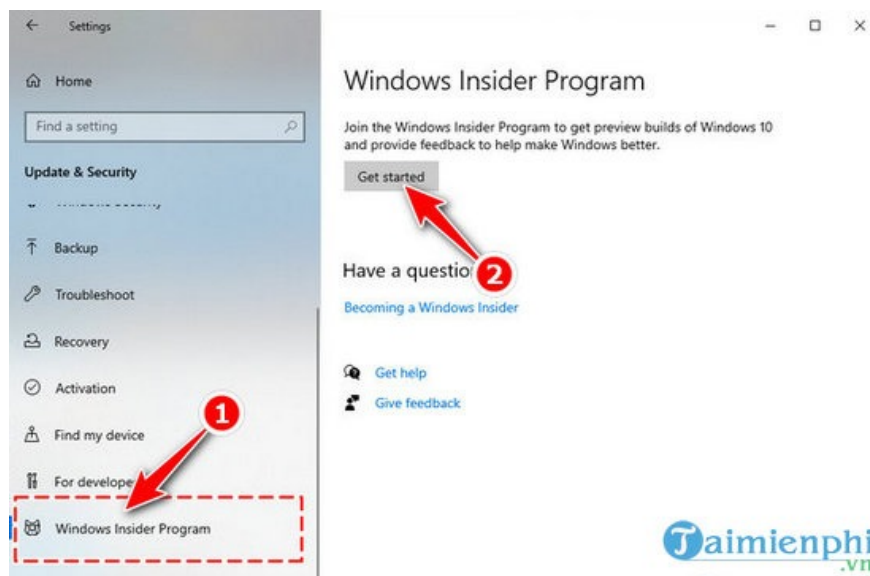 Settings
Home
Find a setting
Update & Security
Backup
Troubleshoot
Recovery
Activation
Find my device
For develope
Windows Insider Program
1
Windows Insider Program
Join the Windows Insider Program to get preview builds of Windows 10
and provide feedback to help make Windows better.
Get started
2
Have a questio
Becoming a Windows Insider
Get help
Give feedback
Taimienphi
.vn